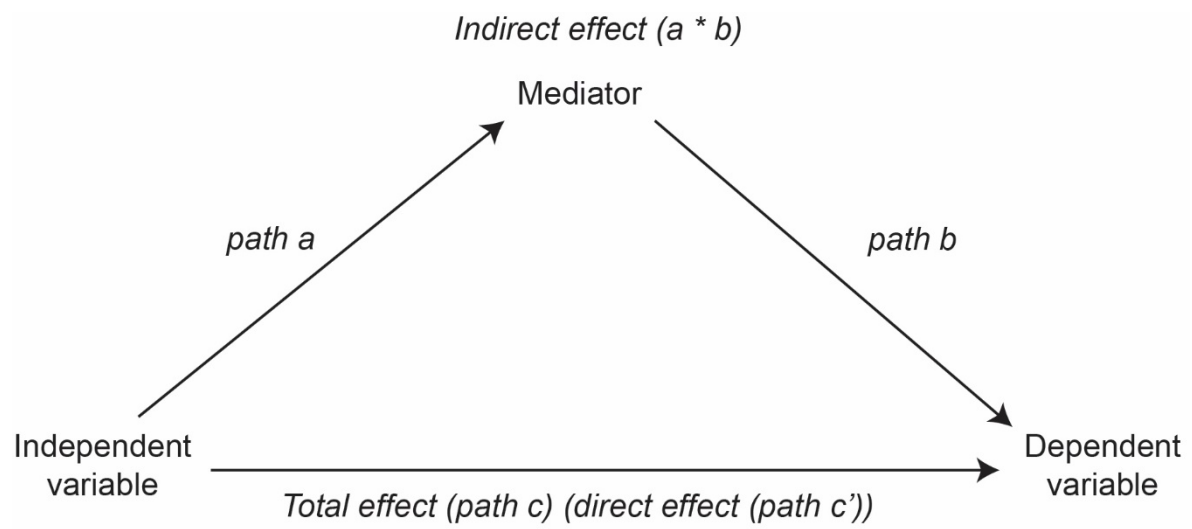 Indirect effect (a * b)
Mediator
path a
path b
Independent
variable
Dependent
variable
Total effect (path c) (direct effect (path c’))